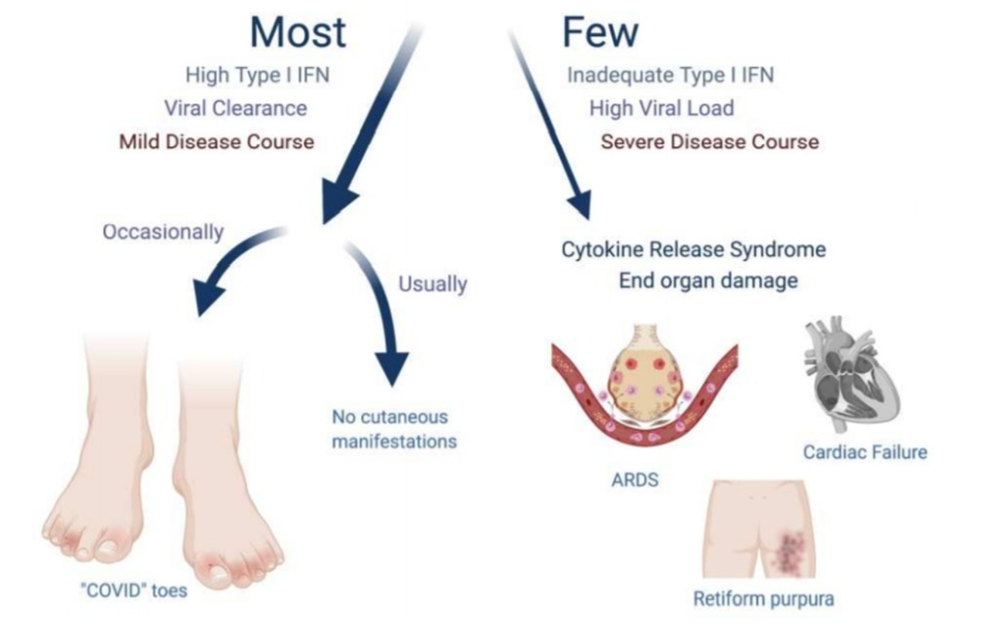 Most
High Type I IFN
Viral Clearance
Mild Disease Course
Few
Inadequate Type I IFN
High Viral Load
Severe Disease Course
Occasionally
Usually
Cytokine Release Syndrome
End organ damage
No cutaneous
manifestations
ARDS
Cardiac Failure
"COVID" toes
Retiform purpura